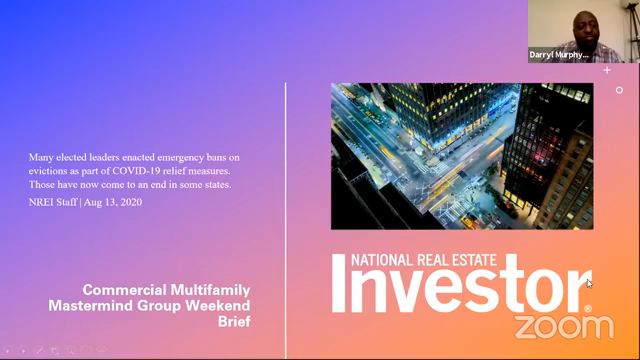 Darryl Murphy...
Many elected leaders enacted emergency bans on
evictions as part of COVID-19 relief measures.
Those have now come to an end in some states.
NREI Staff | Aug 13, 2020
Commercial Multifamily
Mastermind Group Weekend
Brief
NATIONAL REAL ESTATE
Investor®
zoom